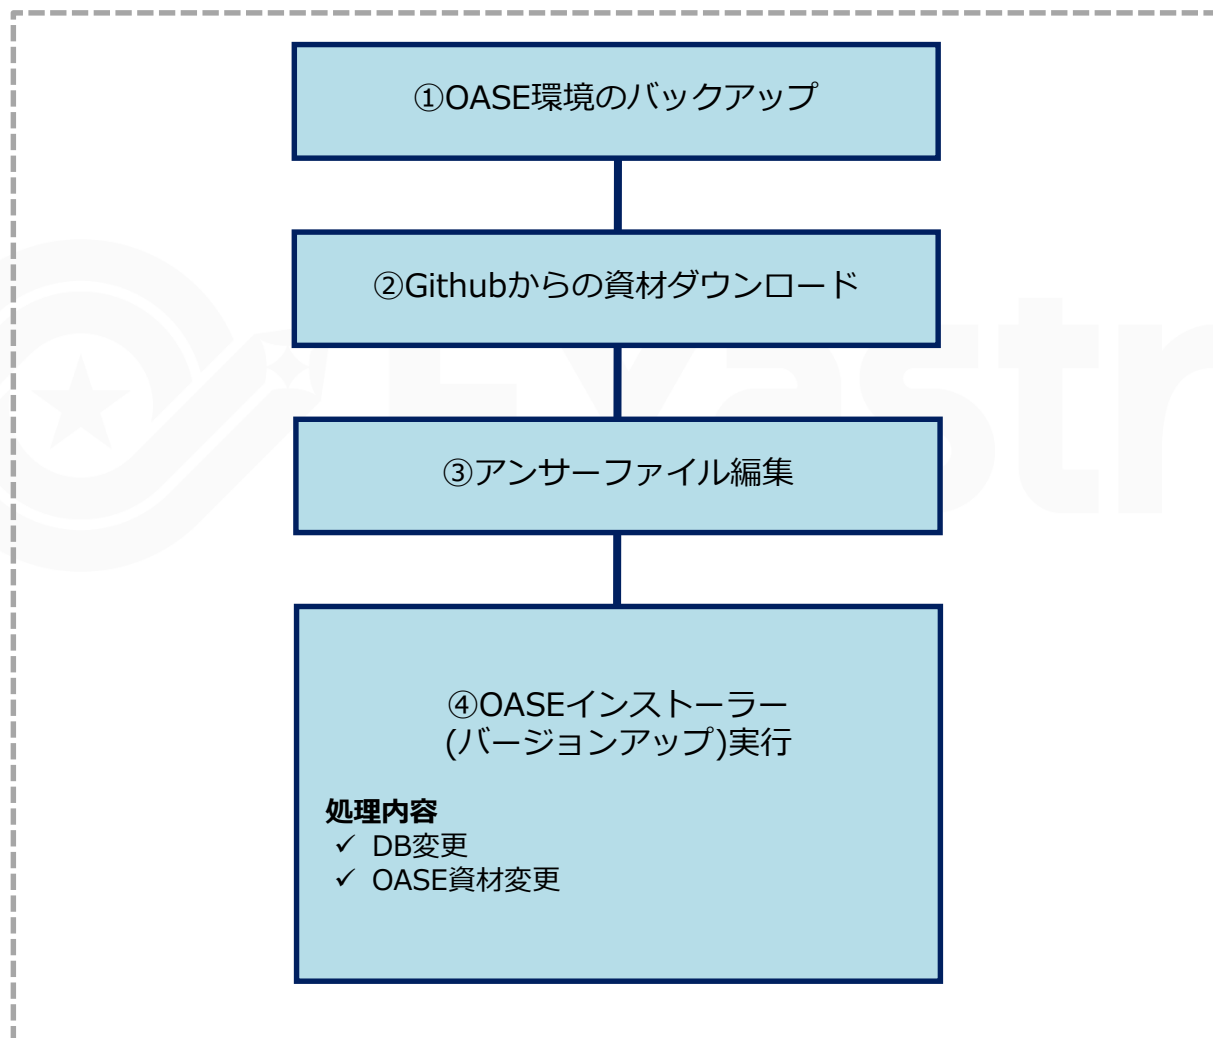 ①OASE環境のバックアップ
②Githubからの資材ダウンロード
③アンサーファイル編集
④OASEインストーラー
(バージョンアップ)実行
処理内容
✓ DB変更
✓ OASE資材変更